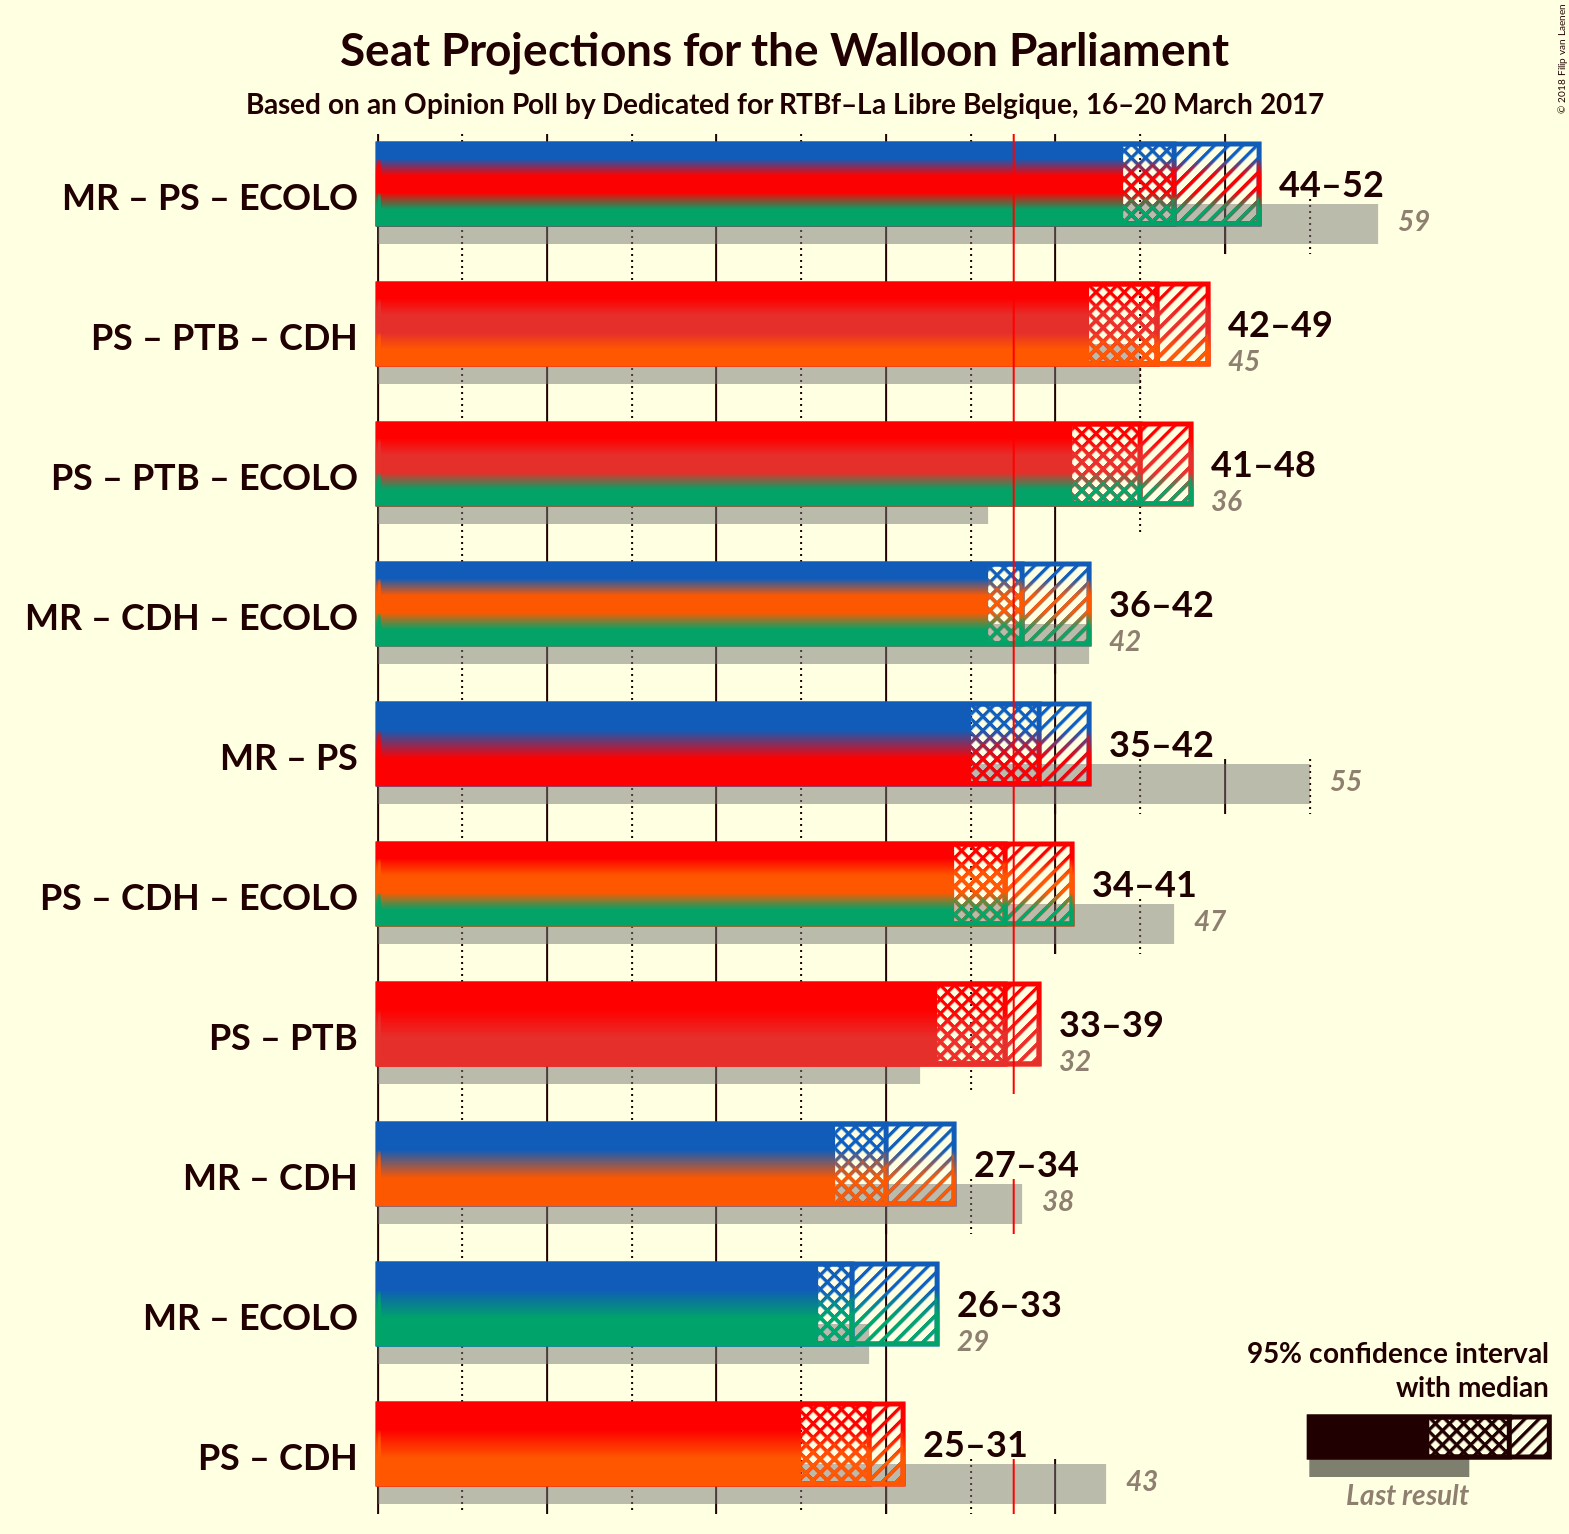 Seat Projections for the Walloon Parliament
Based on an Opinion Poll by Dedicated for RTBf–La Libre Belgique, 16–20 March 2017
© 2018 Filip van Laenen
MR – PS – ECOLO
44–52
59
PS – PTB – CDH
42–49
45
PS – PTB – ECOLO
41–48
36
MR – CDH – ECOLO
36–42
42
MR – PS
35–42
55
PS – CDH – ECOLO
34–41
47
PS – PTB
33–39
32
MR – CDH
27–34
38
MR – ECOLO
26–33
29
PS – CDH
25–31
43
95% confidence interval
with median
Last result